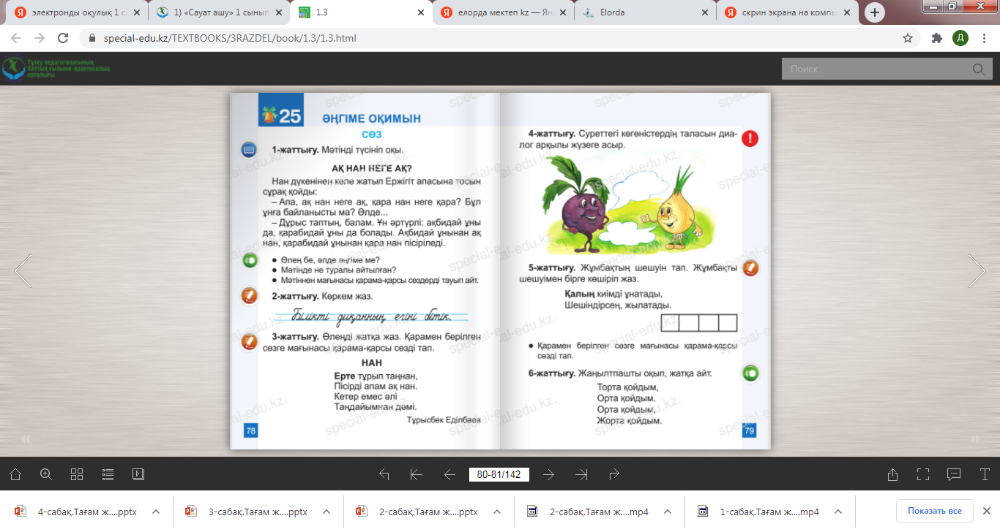 электронды оқулық 1 с
1) «Сауат ашу» 1 сынып
1.3
елорда мектеп kz — Ян
Elorda
скрин экрана на компь
special-edu.kz/TEXTBOOKS/3RAZDEL/book/1.3/1.3.html
Д
Түзеу педагогикасының
Ұлттық ғылыми-практикалық
орталығы
Поиск
25
ӘҢГІМЕ ОҚИМЫН
СӨЗ
1-жаттығу. Мәтінді түсініп оқы.
АҚ НАН НЕГЕ АҚ?
Нан дүкенінен келе жатып Ержігіт апасына тосын
сұрақ қойды:
– Апа, ақ нан неге ақ, қара нан неге қара? Бұл
ұнға байланысты ма? Әлде...
– Дұрыс таптың, балам. Ұн әртүрлі: ақбидай ұны
да, қарабидай ұны да болады. Ақбидай ұнынан ақ
нан, қарабидай ұнынан қара нан пісіріледі.
● Өлең бе, әлде әңгіме ме?
● Мәтінде не туралы айтылған?
● Мәтіннен мағынасы қарама-қарсы сөздерді тауып айт.
2-жаттығу. Көркем жаз.
Білікті диқанның егіні бітік.
3-жаттығу. Өлеңді жатқа жаз. Қарамен берілген
сөзге мағынасы қарама-қарсы сөзді тап.
НАН
Ерте тұрып таңнан,
Пісірді апам ақ нан.
Кетер емес әлі
Таңдайымнан дәмі.
Тұрысбек Еділбаев
78
4-жаттығу. Суреттегі көгөністердің таласын диа-
лог арқылы жүзеге асыр.
!
5-жаттығу. Жұмбақтың шешуін тап. Жұмбақты
шешуімен бірге көшіріп жаз.
Қалың киімді ұнатады,
Шешіндірсең, жылатады.
● Қарамен берілген сөзге мағынасы қарама-қарсы
сөзді тап.
6-жаттығу. Жаңылтпашты оқып, жатқа айт.
Торта қойдым,
Орта қойдым.
Орта қойдым,
Жорта қойдым.
79
special-edu.kz.
80-81/142
4-сабақ.Тағам ж....pptx
3-сабақ.Тағам ж....pptx
2-сабақ.Тағам ж....pptx
2-сабақ.Тағам ж....mp4
1-сабақ.Тағам ж....mp4
Показать все